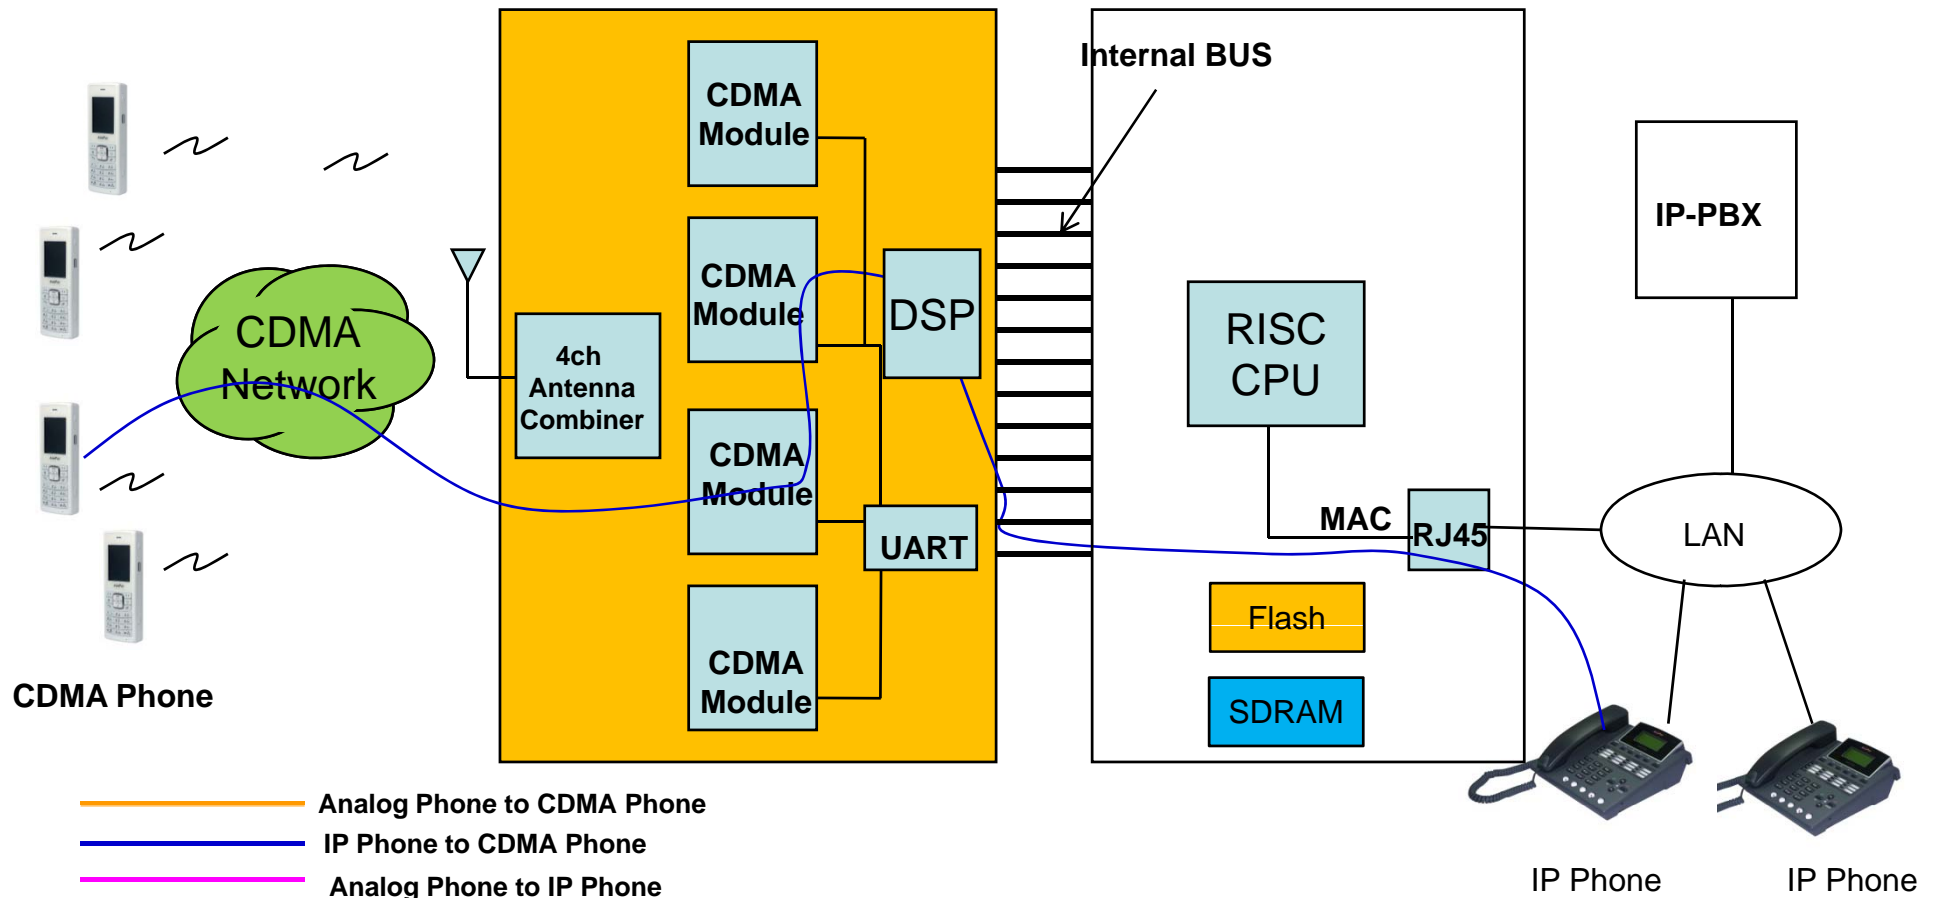 Internal BUS
CDMA
Module
IP-PBX
CDMA
Module
DSP
CDMA
Network
RISC
CPU
4ch
Antenna
Combiner
CDMA
Module
MAC
RJ45
LAN
UART
Flash
CDMA
Module
SDRAM
CDMA Phone
Analog Phone to CDMA Phone
IP Phone to CDMA Phone
Analog Phone to IP Phone
IP Phone
IP Phone